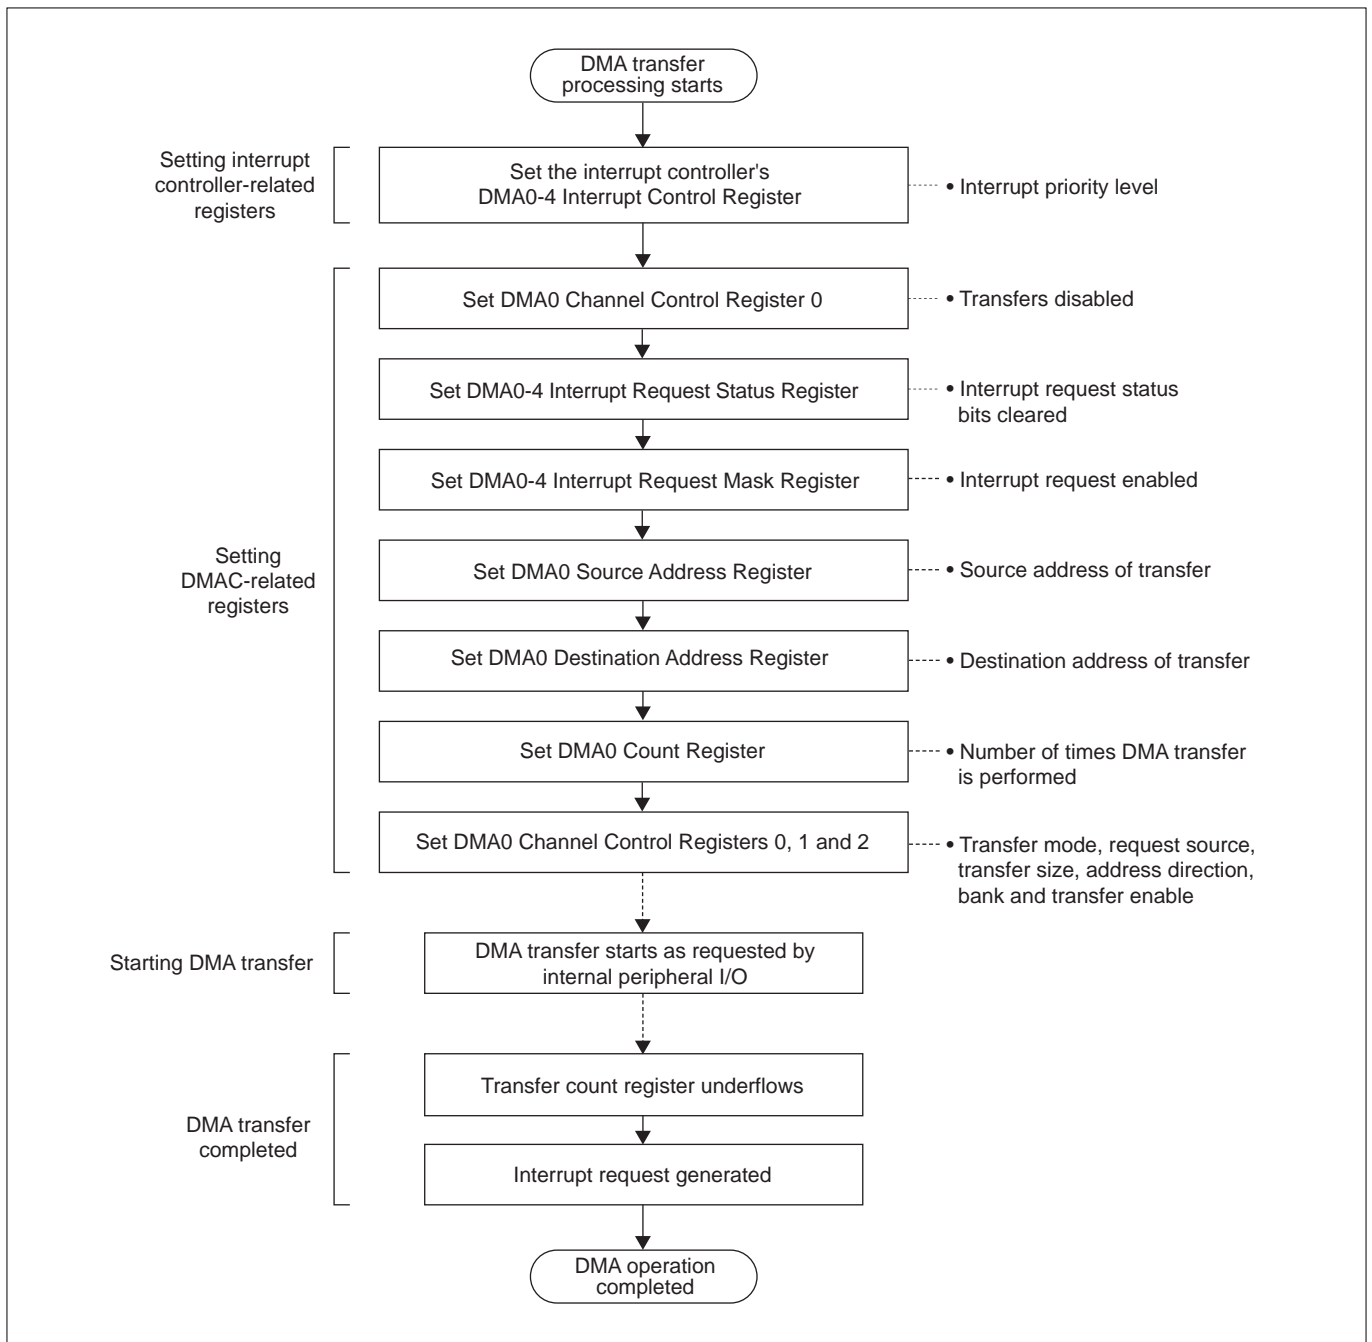 DMA transfer
processing starts
Setting interrupt
controller-related
registers
Set the interrupt controller's
DMA0-4 Interrupt Control Register
• Interrupt priority level
Set DMA0 Channel Control Register 0
• Transfers disabled
Set DMA0-4 Interrupt Request Status Register
• Interrupt request status
bits cleared
Set DMA0-4 Interrupt Request Mask Register
• Interrupt request enabled
Setting
DMAC-related
registers
Set DMA0 Source Address Register
• Source address of transfer
Set DMA0 Destination Address Register
• Destination address of transfer
Set DMA0 Count Register
• Number of times DMA transfer
is performed
Set DMA0 Channel Control Registers 0, 1 and 2
• Transfer mode, request source,
transfer size, address direction,
bank and transfer enable
Starting DMA transfer
DMA transfer starts as requested by
internal peripheral I/O
DMA transfer
completed
Transfer count register underflows
Interrupt request generated
DMA operation
completed